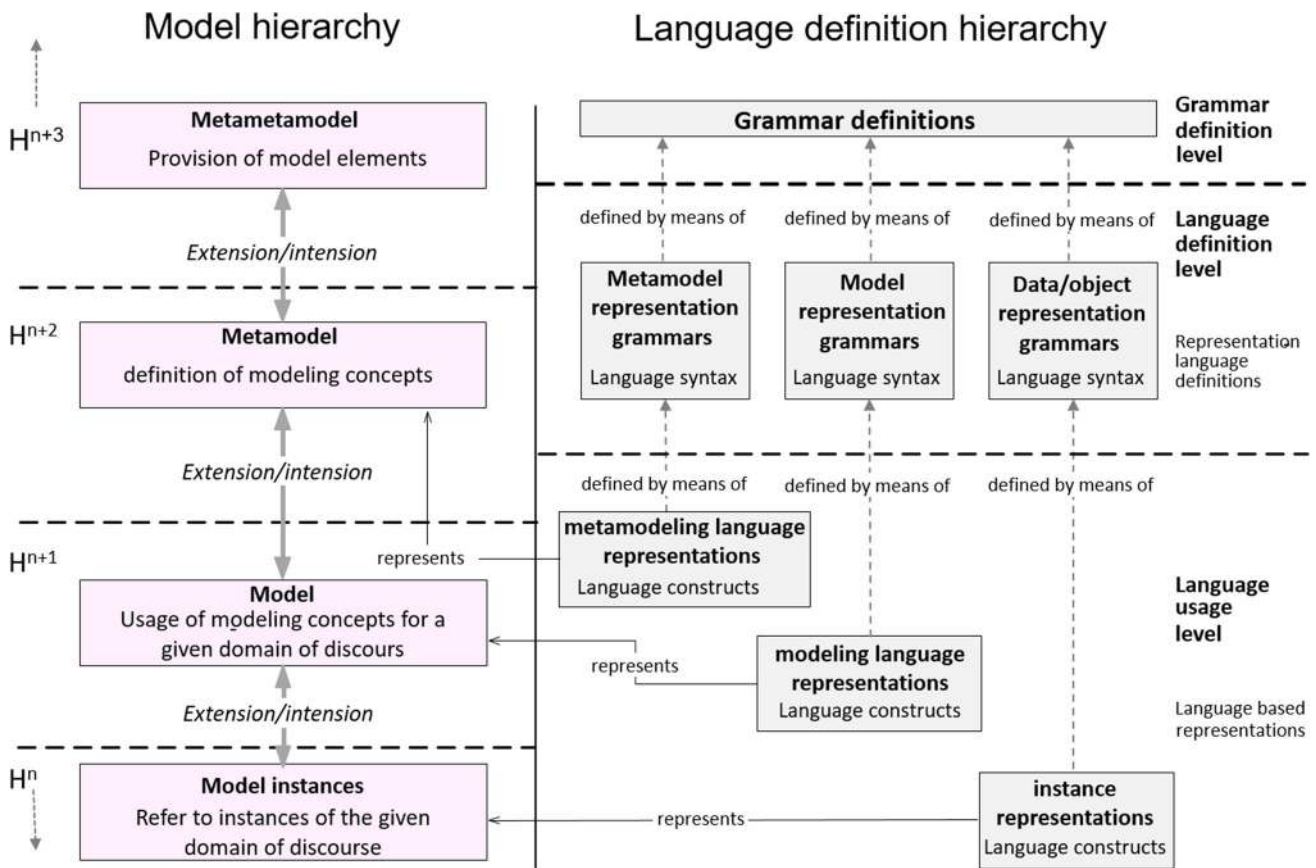 Model hierarchy
Language definition hierarchy
H^n+3
Metametamodel
Provision of model elements
Extension/intension
H^n+2
Metamodel
definition of modeling concepts
Extension/intension
H^n+1
Model
Usage of modeling concepts for a
given domain of discours
Extension/intension
H^n
Model instances
Refer to instances of the given
domain of discourse
Grammar definitions
Grammar
definition
level
defined by means of
defined by means of
defined by means of
Language
definition
level
Metamodel
representation
grammars
Language syntax
Model
representation
grammars
Language syntax
Data/object
representation
grammars
Language syntax
Representation
language
definitions
defined by means of
defined by means of
defined by means of
metamodeling language
representations
Language constructs
represents
Language
usage
level
modeling language
representations
Language constructs
represents
Language based
representations
instance
representations
Language constructs
represents